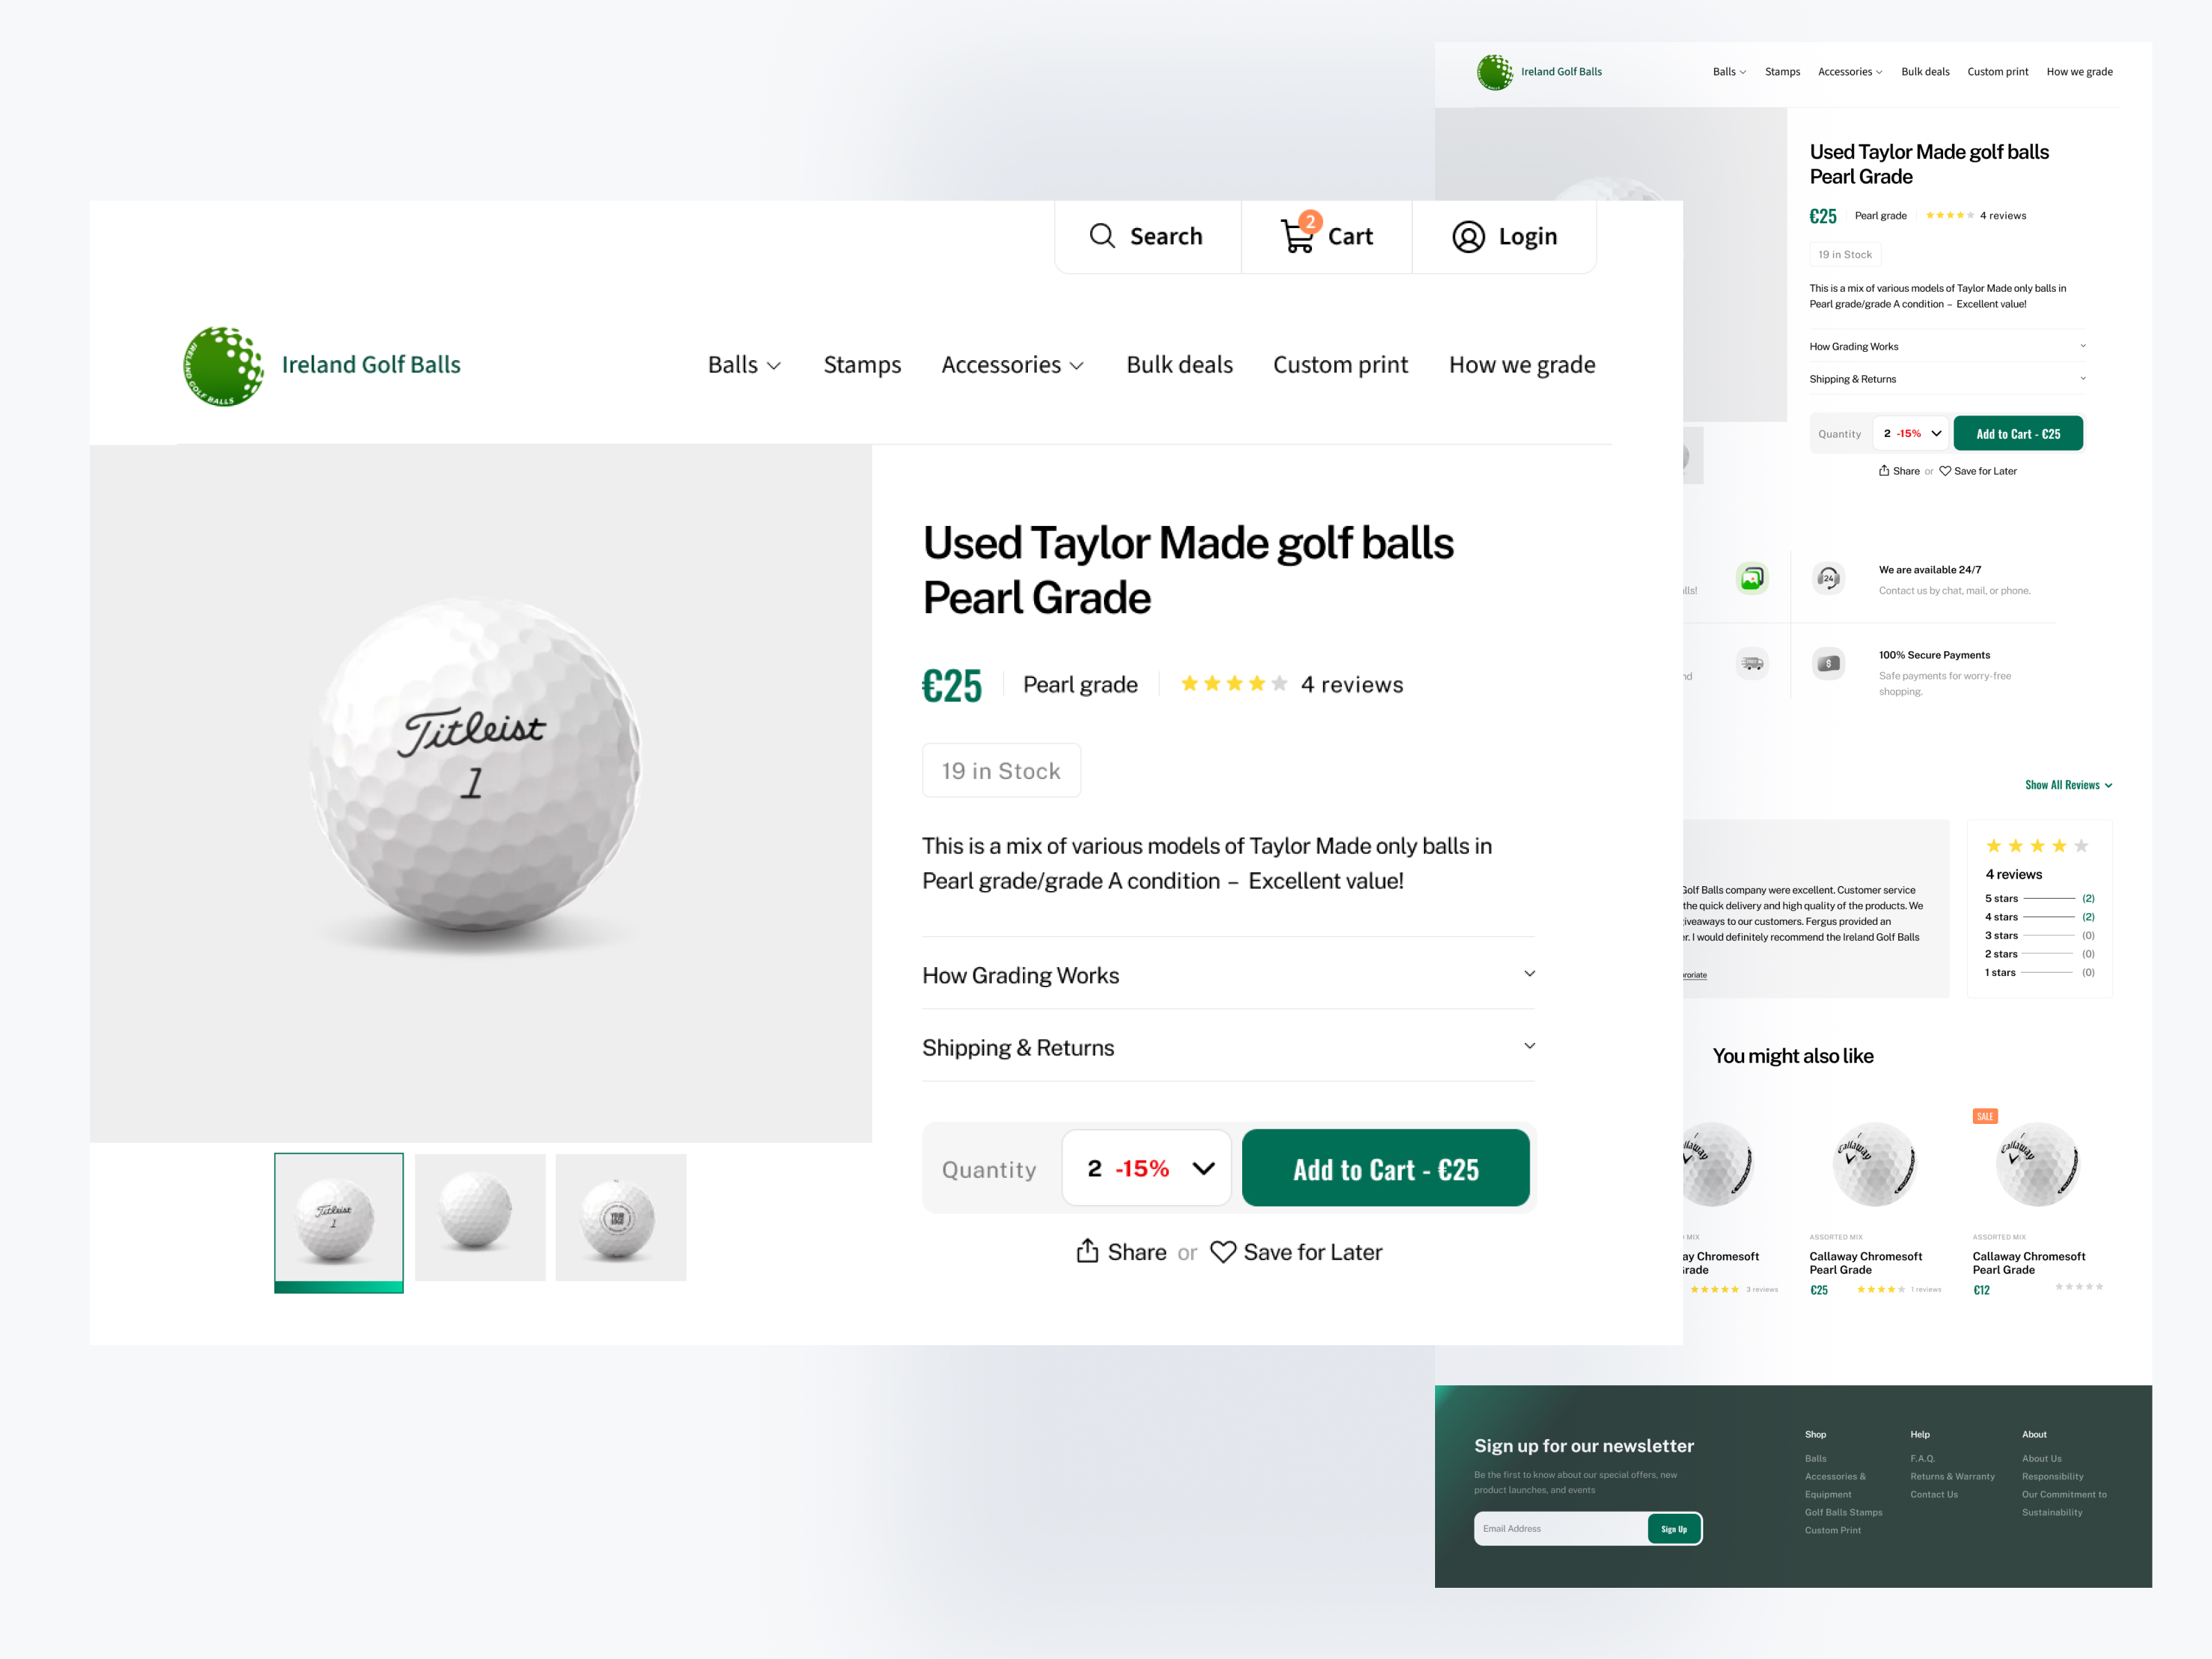 Search
2
Cart
Login
IRELAND GOLF BALLS
Ireland Golf Balls
Balls
Stamps
Accessories
Bulk deals
Custom print
How we grade
Titleist
1
Used Taylor Made golf balls
Pearl Grade
€25
Pearl grade
4 reviews
19 in Stock
This is a mix of various models of Taylor Made only balls in
Pearl grade/grade A condition – Excellent value!
How Grading Works
Shipping & Returns
Quantity
2 -15%
Add to Cart - €25
Share or Save for Later
Titleist
1
YOUR
LOGO
Ireland Golf Balls
Balls
Stamps
Accessories
Bulk deals
Custom print
How we grade
Used Taylor Made golf balls
Pearl Grade
€25
Pearl grade
4 reviews
19 in Stock
This is a mix of various models of Taylor Made only balls in
Pearl grade/grade A condition – Excellent value!
How Grading Works
Shipping & Returns
Quantity
2 -15%
Add to Cart - €25
Share or Save for Later
24
We are available 24/7
Contact us by chat, mail, or phone.
$
100% Secure Payments
Safe payments for worry-free
shopping.
Show All Reviews
Golf Balls company were excellent. Customer service
the quick delivery and high quality of the products. We
to our customers. Fergus provided an
I would definitely recommend the Ireland Golf Balls
4 reviews
5 stars (2)
4 stars (2)
3 stars (0)
2 stars (0)
1 stars (0)
You might also like
SALE
Callaway
Callaway
MIX
Chromesoft
3 reviews
ASSORTED MIX
Callaway Chromesoft
Pearl Grade
€25
1 reviews
ASSORTED MIX
Callaway Chromesoft
Pearl Grade
€12
Sign up for our newsletter
Be the first to know about our special offers, new
product launches, and events
Email Address
Sign Up
Shop
Balls
Accessories &
Equipment
Golf Balls Stamps
Custom Print
Help
F.A.Q.
Returns & Warranty
Contact Us
About
About Us
Responsibility
Our Commitment to
Sustainability